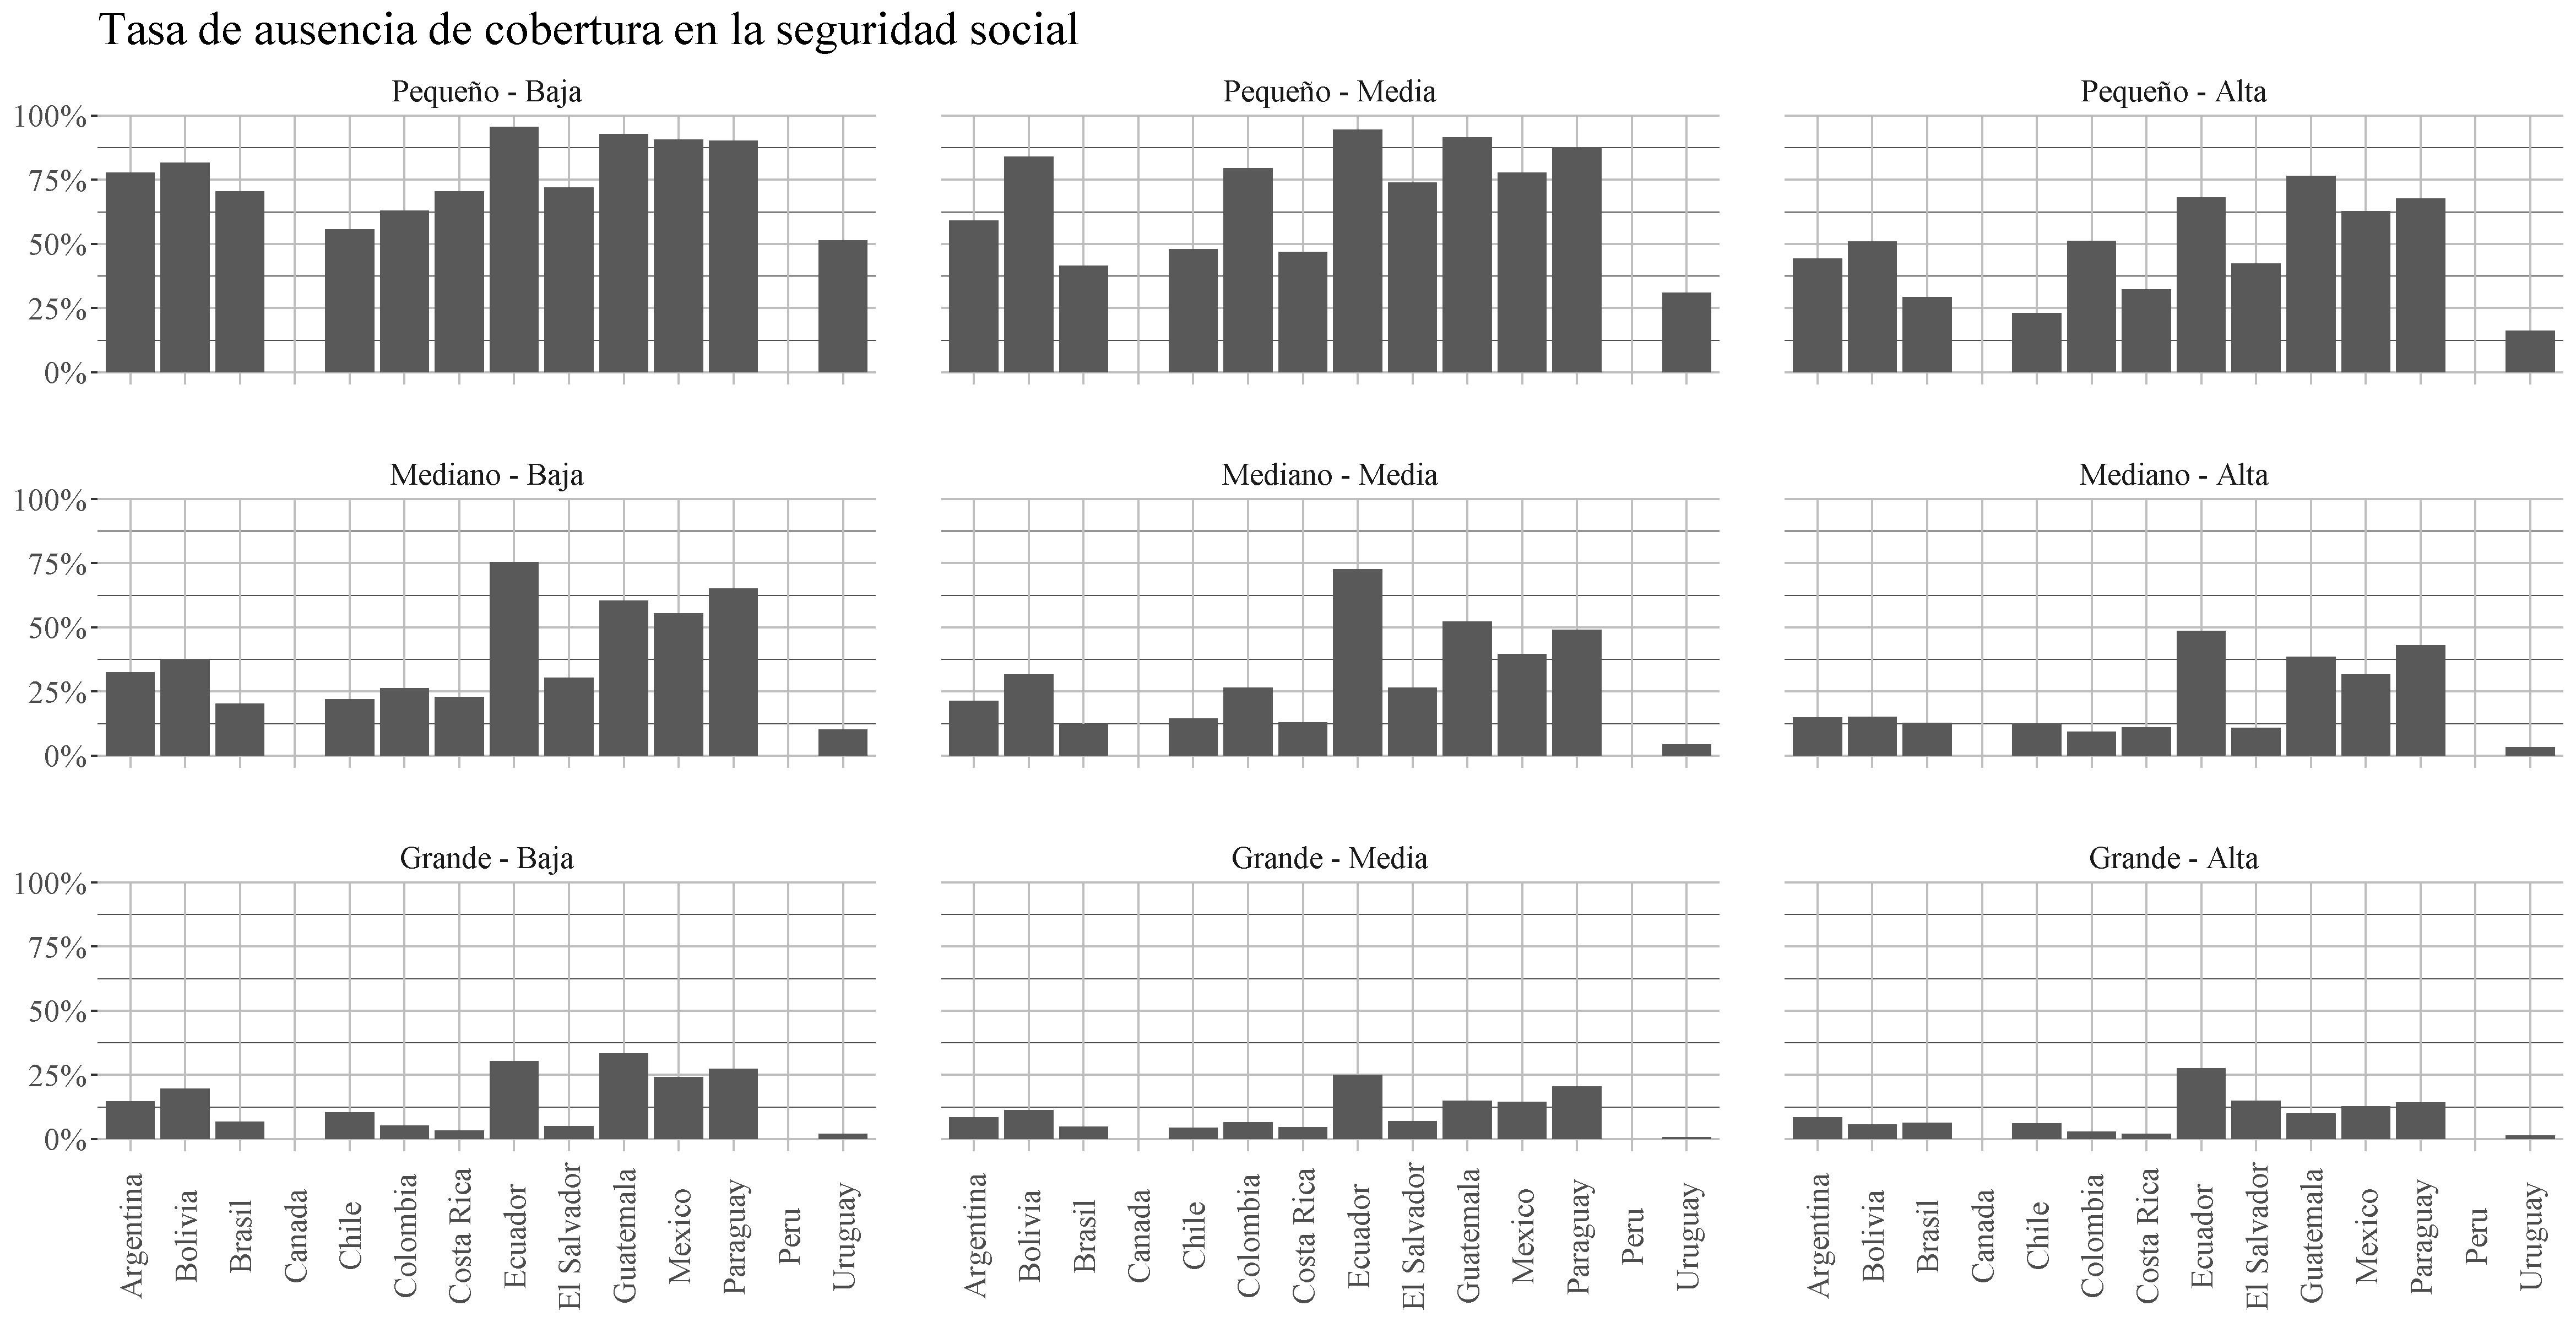 Tasa de ausencia de cobertura en la seguridad social
Pequeño - Baja
Pequeño - Media
Pequeño - Alta
100%
75%
50%
25%
0%
Mediano - Baja
Mediano - Media
Mediano - Alta
100%
75%
50%
25%
0%
Grande - Baja
Grande - Media
Grande - Alta
100%
75%
50%
25%
0%
Argentina
Bolivia
Brasil
Canada
Chile
Colombia
Costa Rica
Ecuador
El Salvador
Guatemala
Mexico
Paraguay
Peru
Uruguay
Argentina
Bolivia
Brasil
Canada
Chile
Colombia
Costa Rica
Ecuador
El Salvador
Guatemala
Mexico
Paraguay
Peru
Uruguay
Argentina
Bolivia
Brasil
Canada
Chile
Colombia
Costa Rica
Ecuador
El Salvador
Guatemala
Mexico
Paraguay
Peru
Uruguay